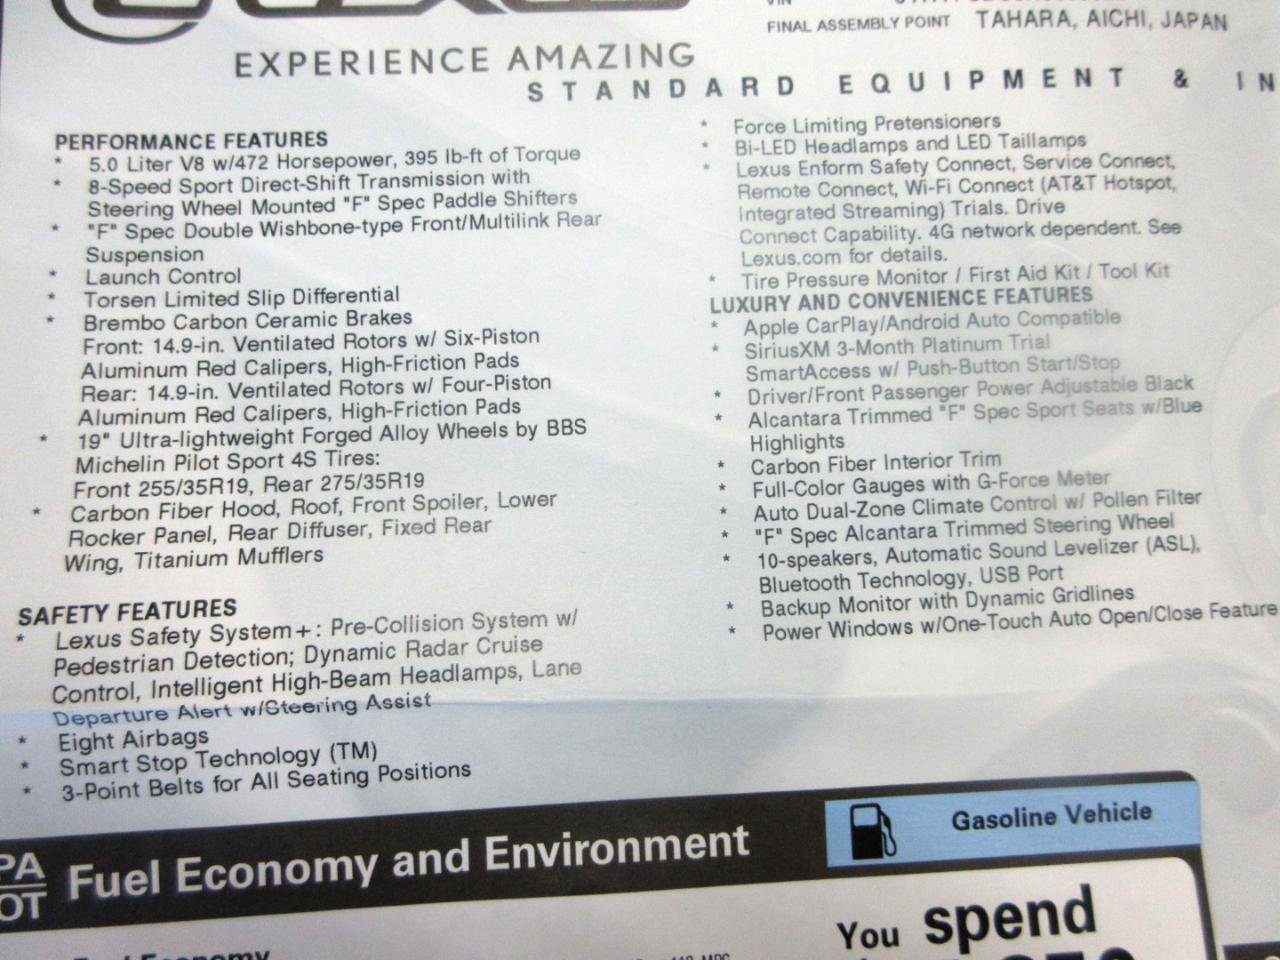 FINAL ASSEMBLY POINT TAHARA, AICHI, JAPAN
EXPERIENCE AMAZING
STANDARD EQUIPMENT &
PERFORMANCE FEATURES
* 5.0 Liter V8 w/472 Horsepower, 395 lb-ft of Torque
* 8-Speed Sport Direct-Shift Transmission with
Steering Wheel Mounted "F" Spec Paddle Shifters
* "F" Spec Double Wishbone-type Front/Multilink Rear
Suspension
* Launch Control
* Torsen Limited Slip Differential
* Brembo Carbon Ceramic Brakes
Front: 14.9-in. Ventilated Rotors w/ Six-Piston
Aluminum Red Calipers, High-Friction Pads
Rear: 14.9-in. Ventilated Rotors w/ Four-Piston
Aluminum Red Calipers, High-Friction Pads
* 19" Ultra-lightweight Forged Alloy Wheels by BBS
Michelin Pilot Sport 4S Tires:
Front 255/35R19, Rear 275/35R19
* Carbon Fiber Hood, Roof, Front Spoiler, Lower
Rocker Panel, Rear Diffuser, Fixed Rear
Wing, Titanium Mufflers
SAFETY FEATURES
* Lexus Safety System+: Pre-Collision System w/
Pedestrian Detection; Dynamic Radar Cruise
Control, Intelligent High-Beam Headlamps, Lane
Departure Alert w/Steering Assist
* Eight Airbags
* Smart Stop Technology (TM)
* 3-Point Belts for All Seating Positions
* Force Limiting Pretensioners
* Bi-LED Headlamps and LED Taillamps
* Lexus Enform Safety Connect, Service Connect,
Remote Connect, Wi-Fi Connect (AT&T Hotspot,
Integrated Streaming) Trials. Drive
Connect Capability. 4G network dependent. See
Lexus.com for details.
* Tire Pressure Monitor / First Aid Kit / Tool Kit
LUXURY AND CONVENIENCE FEATURES
* Apple CarPlay/Android Auto Compatible
* SiriusXM 3-Month Platinum Trial
SmartAccess w/ Push-Button Start/Stop
* Driver/Front Passenger Power Adjustable Black
* Alcantara Trimmed "F" Spec Sport Seats w/Blue
Highlights
* Carbon Fiber Interior Trim
* Full-Color Gauges with G-Force Meter
* Auto Dual-Zone Climate Control w/ Pollen Filter
* "F" Spec Alcantara Trimmed Steering Wheel
* 10-speakers, Automatic Sound Levelizer (ASL),
Bluetooth Technology, USB Port
* Backup Monitor with Dynamic Gridlines
* Power Windows w/One-Touch Auto Open/Close Feature
Fuel Economy and Environment
Gasoline Vehicle
You spend
Fuel Economy